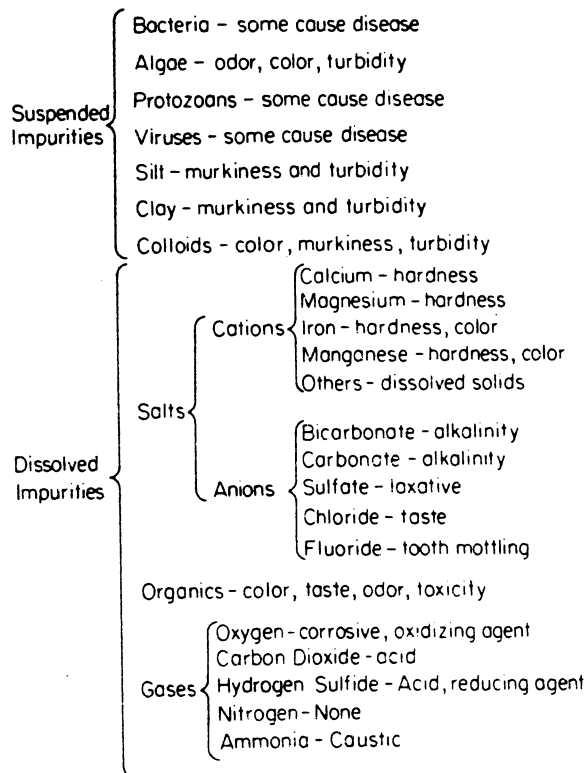 Bacteria - some cause disease
Algae - odor, color, turbidity
Protozoans - some cause disease
Suspended Impurities
Viruses - some cause disease
Silt - murkiness and turbidity
Clay - murkiness and turbidity
Colloids - color, murkiness, turbidity
Dissolved Impurities
Salts
Cations
Calcium - hardness
Magnesium - hardness
Iron - hardness, color
Manganese - hardness, color
Others - dissolved solids
Anions
Bicarbonate - alkalinity
Carbonate - alkalinity
Sulfate - laxative
Chloride - taste
Fluoride - tooth mottling
Organics - color, taste, odor, toxicity
Gases
Oxygen - corrosive, oxidizing agent
Carbon Dioxide - acid
Hydrogen Sulfide - Acid, reducing agent
Nitrogen - None
Ammonia - Caustic